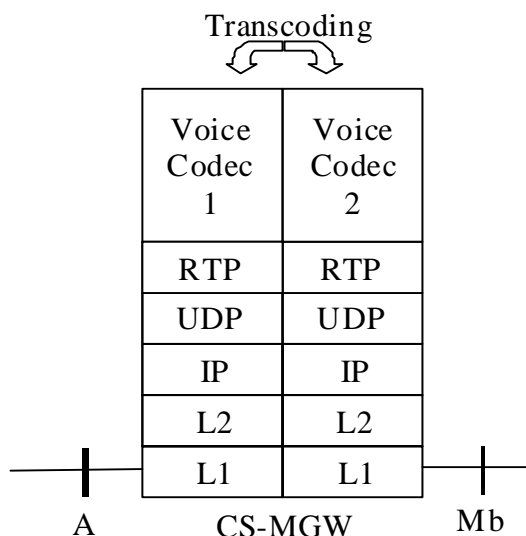 Transcoding
Voice Codec 1
Voice Codec 2
RTP RTP
UDP UDP
IP IP
L2 L2
L1 L1
A CS-MGW Mb